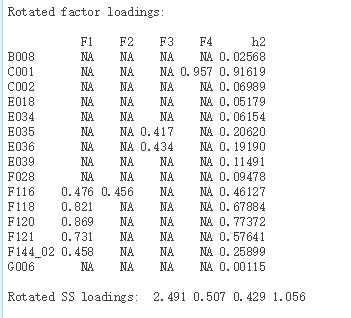 Rotated factor loadings:
F1 F2 F3 F4 h2
B008 NA NA NA NA 0.02568
C001 NA NA NA 0.957 0.91619
C002 NA NA NA NA 0.06989
E018 NA NA NA NA 0.05179
E034 NA NA NA NA 0.06154
E035 NA NA 0.417 NA 0.20620
E036 NA NA 0.434 NA 0.19190
E039 NA NA NA NA 0.11491
F028 NA NA NA NA 0.09478
F116 0.476 0.456 NA NA 0.46127
F118 0.821 NA NA NA 0.67884
F120 0.869 NA NA NA 0.77372
F121 0.731 NA NA NA 0.57641
F144_02 0.458 NA NA NA 0.25899
G006 NA NA NA NA 0.00115
Rotated SS loadings: 2.491 0.507 0.429 1.056